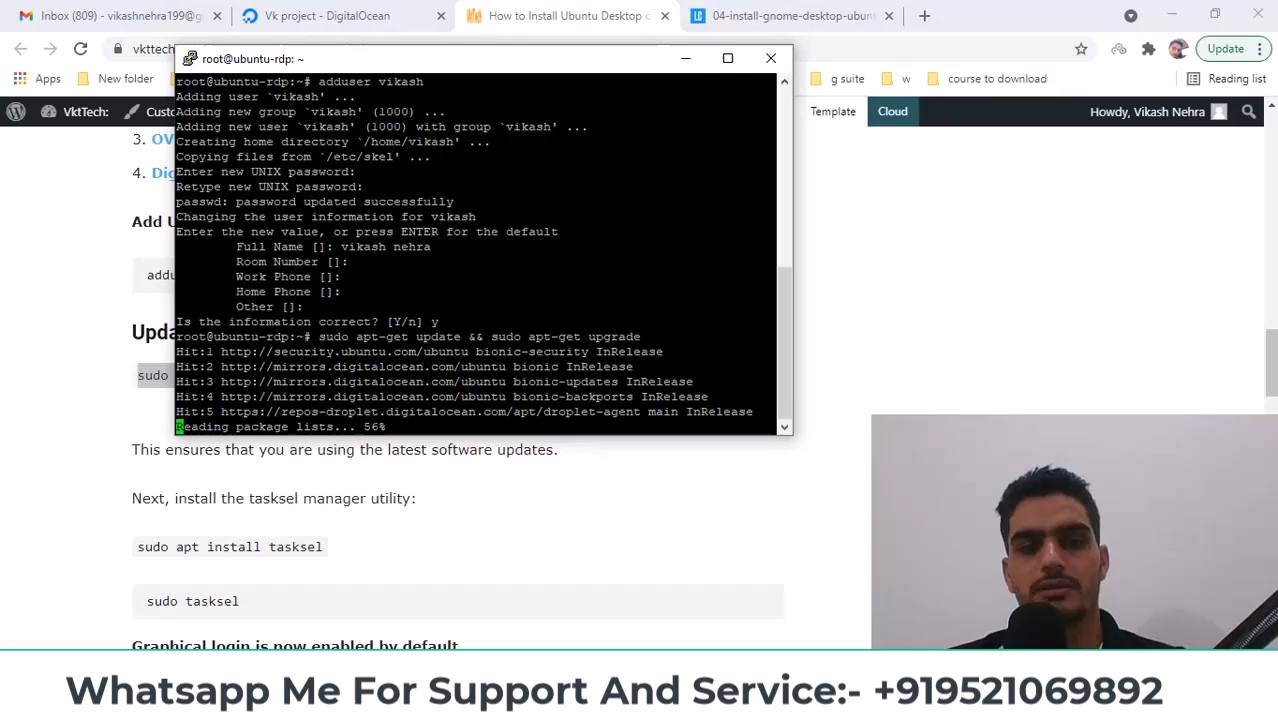 Inbox (809) - vikashnehra199@g
Vk project - DigitalOcean
How to Install Ubuntu Desktop o
04-install-gnome-desktop-ubun
vkttech
Update
Apps
New folder
g suite
w
course to download
Reading list
VktTech:
Custo
Template
Cloud
Howdy, Vikash Nehra
root@ubuntu-rdp: ~
root@ubuntu-rdp:~# adduser vikash
Adding user `vikash' ...
Adding new group `vikash' (1000) ...
Adding new user `vikash' (1000) with group `vikash' ...
Creating home directory `/home/vikash' ...
Copying files from `/etc/skel' ...
Enter new UNIX password:
Retype new UNIX password:
passwd: password updated successfully
Changing the user information for vikash
Enter the new value, or press ENTER for the default
Full Name []: vikash nehra
Room Number []:
Work Phone []:
Home Phone []:
Other []:
Is the information correct? [Y/n] y
root@ubuntu-rdp:~# sudo apt-get update && sudo apt-get upgrade
Hit:1 http://security.ubuntu.com/ubuntu bionic-security InRelease
Hit:2 http://mirrors.digitalocean.com/ubuntu bionic InRelease
Hit:3 http://mirrors.digitalocean.com/ubuntu bionic-updates InRelease
Hit:4 http://mirrors.digitalocean.com/ubuntu bionic-backports InRelease
Hit:5 https://repos-droplet.digitalocean.com/apt/droplet-agent main InRelease
Reading package lists... 56%
3. OV
4. Dig
Add U
addu
Upda
sudo
This ensures that you are using the latest software updates.
Next, install the tasksel manager utility:
sudo apt install tasksel
sudo tasksel
Graphical login is now enabled by default
Whatsapp Me For Support And Service:- +919521069892